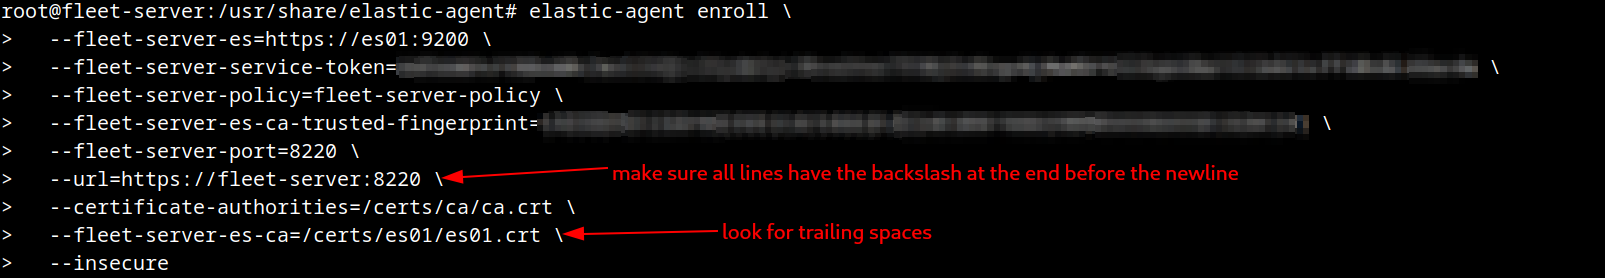 root@fleet-server:/usr/share/elastic-agent# elastic-agent enroll \
>   --fleet-server-es=https://es01:9200 \
>   --fleet-server-service-token= \
>   --fleet-server-policy=fleet-server-policy \
>   --fleet-server-es-ca-trusted-fingerprint= \
>   --fleet-server-port=8220 \
>   --url=https://fleet-server:8220 \ make sure all lines have the backslash at the end before the newline
>   --certificate-authorities=/certs/ca/ca.crt \
>   --fleet-server-es-ca=/certs/es01/es01.crt \ look for trailing spaces
>   --insecure